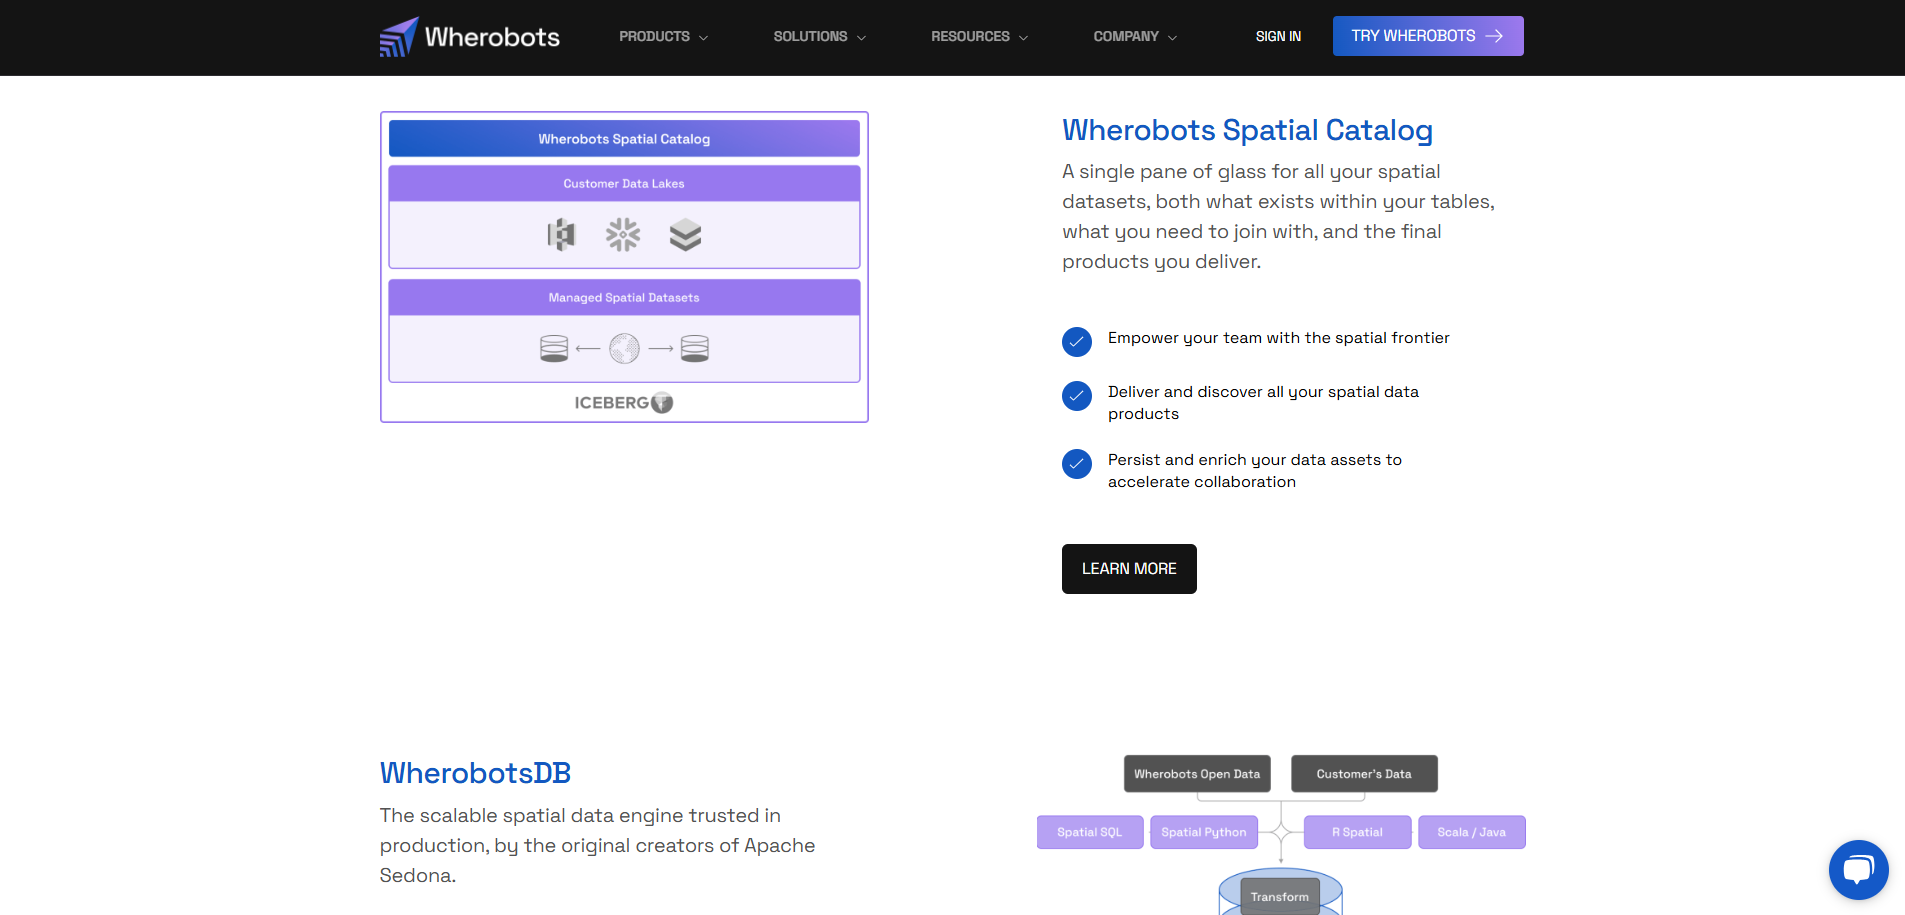 Wherobots
PRODUCTS
SOLUTIONS
RESOURCES
COMPANY
SIGN IN
TRY WHEROBOTS
Wherobots Spatial Catalog
Customer Data Lakes
Managed Spatial Datasets
ICEBERG
Wherobots Spatial Catalog
A single pane of glass for all your spatial
datasets, both what exists within your tables,
what you need to join with, and the final
products you deliver.
Empower your team with the spatial frontier
Deliver and discover all your spatial data
products
Persist and enrich your data assets to
accelerate collaboration
LEARN MORE
WherobotsDB
The scalable spatial data engine trusted in
production, by the original creators of Apache
Sedona.
Wherobots Open Data
Customer's Data
Spatial SQL
Spatial Python
R Spatial
Scala / Java
Transform